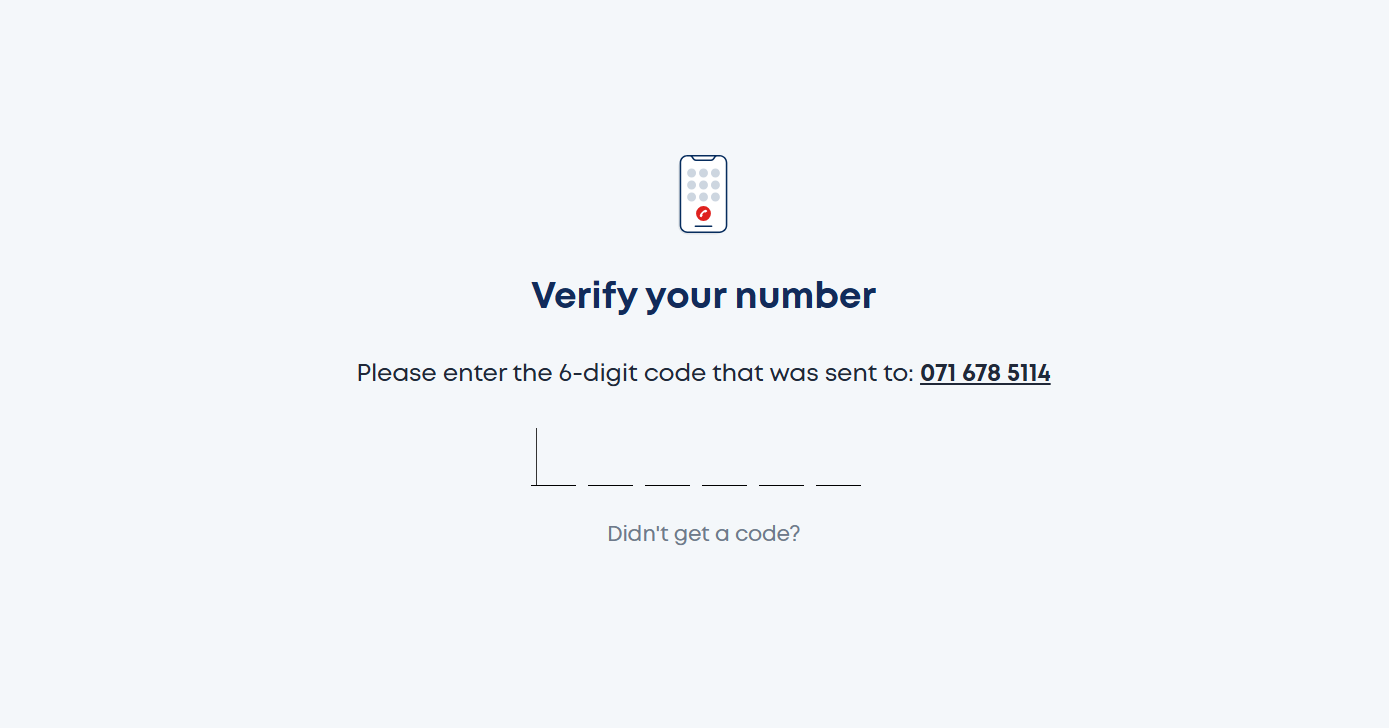 Verify your number
Please enter the 6-digit code that was sent to: 071 678 5114
Didn't get a code?